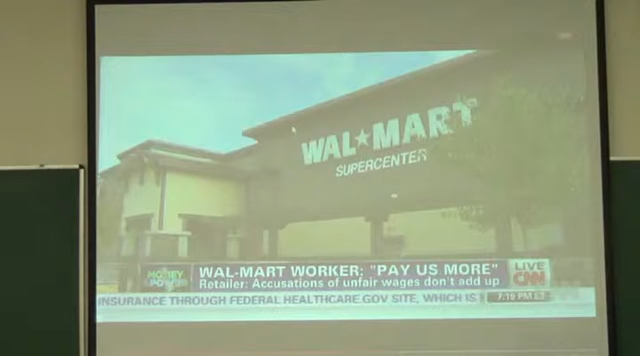 WAL★MART
SUPERCENTER
MONEY & POWER
WAL-MART WORKER: "PAY US MORE"
Retailer: Accusations of unfair wages don't add up
LIVE
CNN
INSURANCE THROUGH FEDERAL HEALTHCARE.GOV SITE, WHICH IS
7:19 PM ET